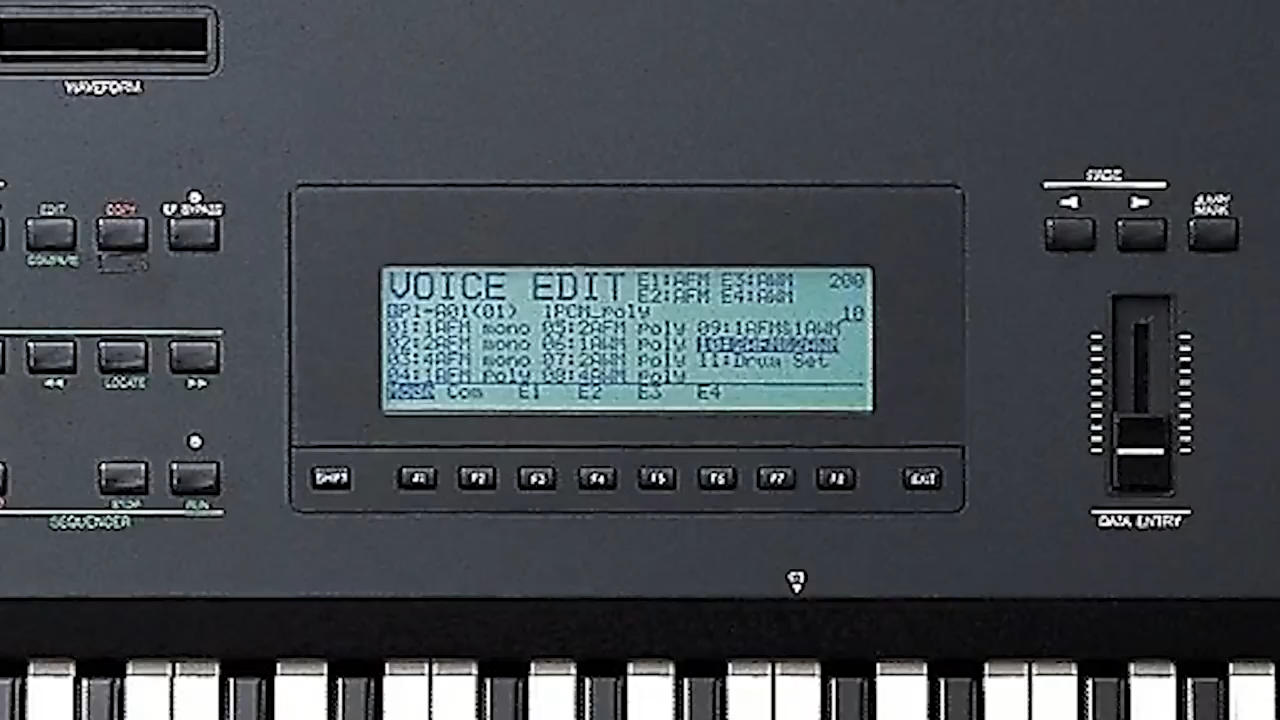 WAVEFORM
EDIT COPY EF BYPASS
COMPARE
LOCATE
STOP RUN
SEQUENCER
VOICE EDIT E1:AFM E3:AWM 200
E2:AFM E4:AWM
(01) 1PCM_poly 10
01:1AFM mono 05:2AFM poly 09:1AFM&1AWM
02:2AFM mono 06:1AWM poly
03:4AFM mono 07:2AWM poly 11:Drum Set
04:1AFM poly 08:4AWM poly
Mode Com E1 E2 E3 E4
SHIFT F1 F2 F3 F4 F5 F6 F7 F8 EXIT
PAGE
JUMP
MARK
DATA ENTRY